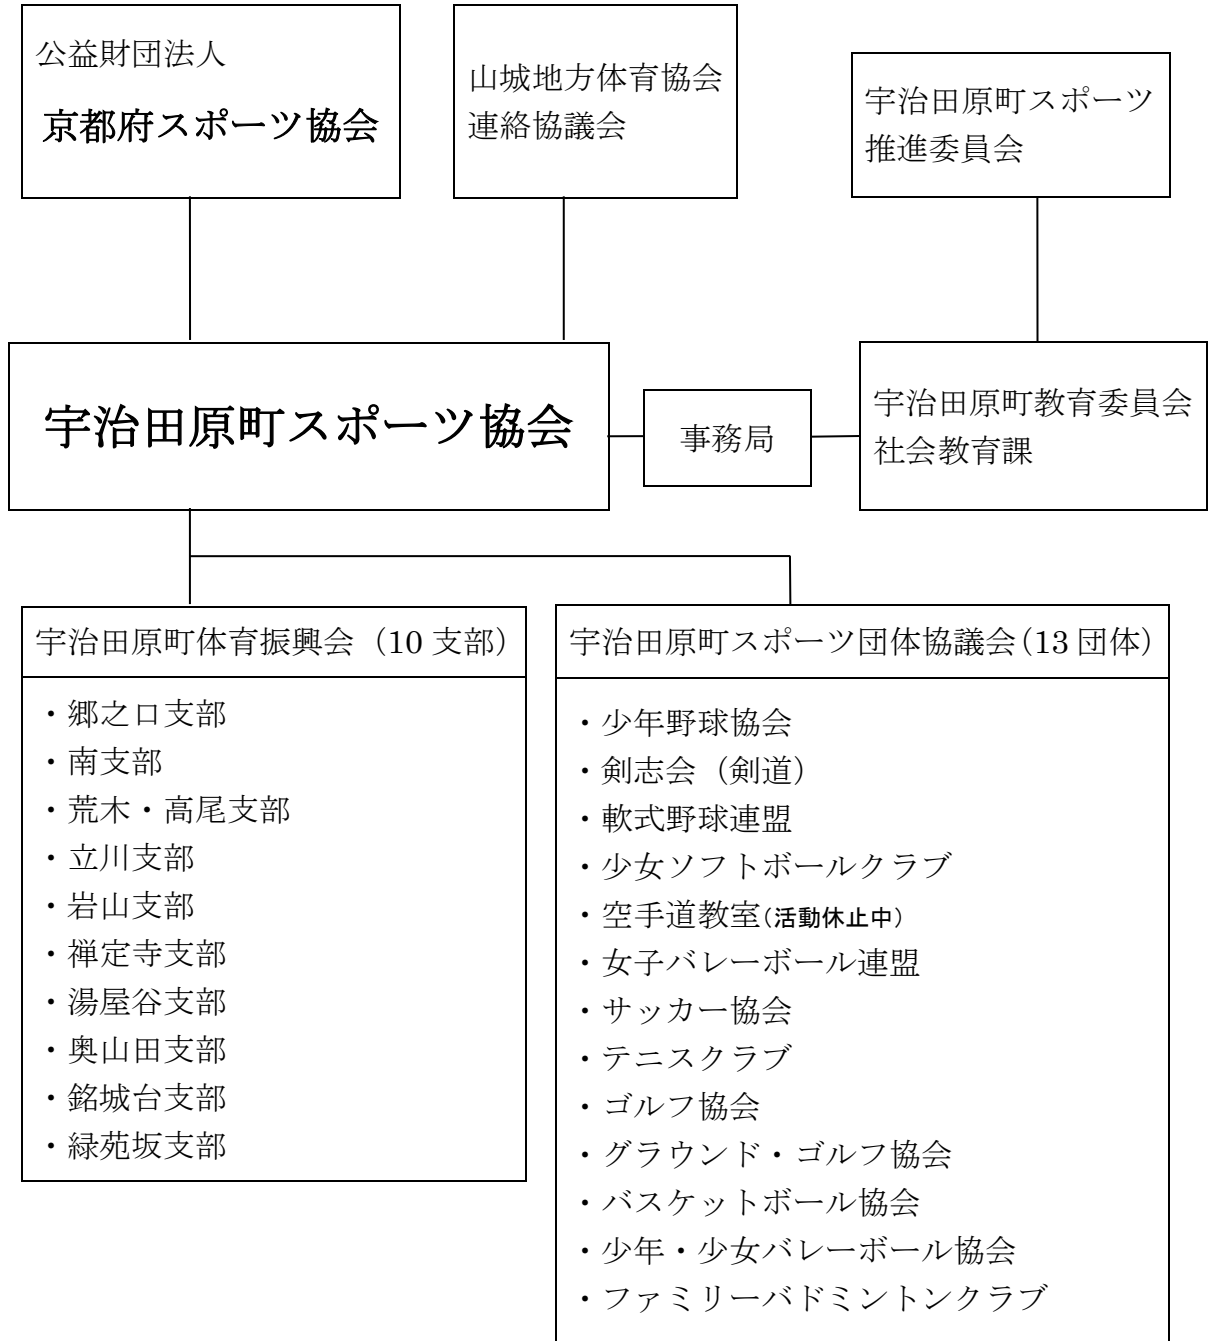 公益財団法人
京都府スポーツ協会
山城地方体育協会
連絡協議会
宇治田原町スポーツ
推進委員会
宇治田原町スポーツ協会
事務局
宇治田原町教育委員会
社会教育課
宇治田原町体育振興会（10 支部）
・郷之口支部
・南支部
・荒木・高尾支部
・立川支部
・岩山支部
・禅定寺支部
・湯屋谷支部
・奥山田支部
・銘城台支部
・緑苑坂支部
宇治田原町スポーツ団体協議会（13 団体）
・少年野球協会
・剣志会（剣道）
・軟式野球連盟
・少女ソフトボールクラブ
・空手道教室（活動休止中）
・女子バレーボール連盟
・サッカー協会
・テニスクラブ
・ゴルフ協会
・グラウンド・ゴルフ協会
・バスケットボール協会
・少年・少女バレーボール協会
・ファミリーバドミントンクラブ